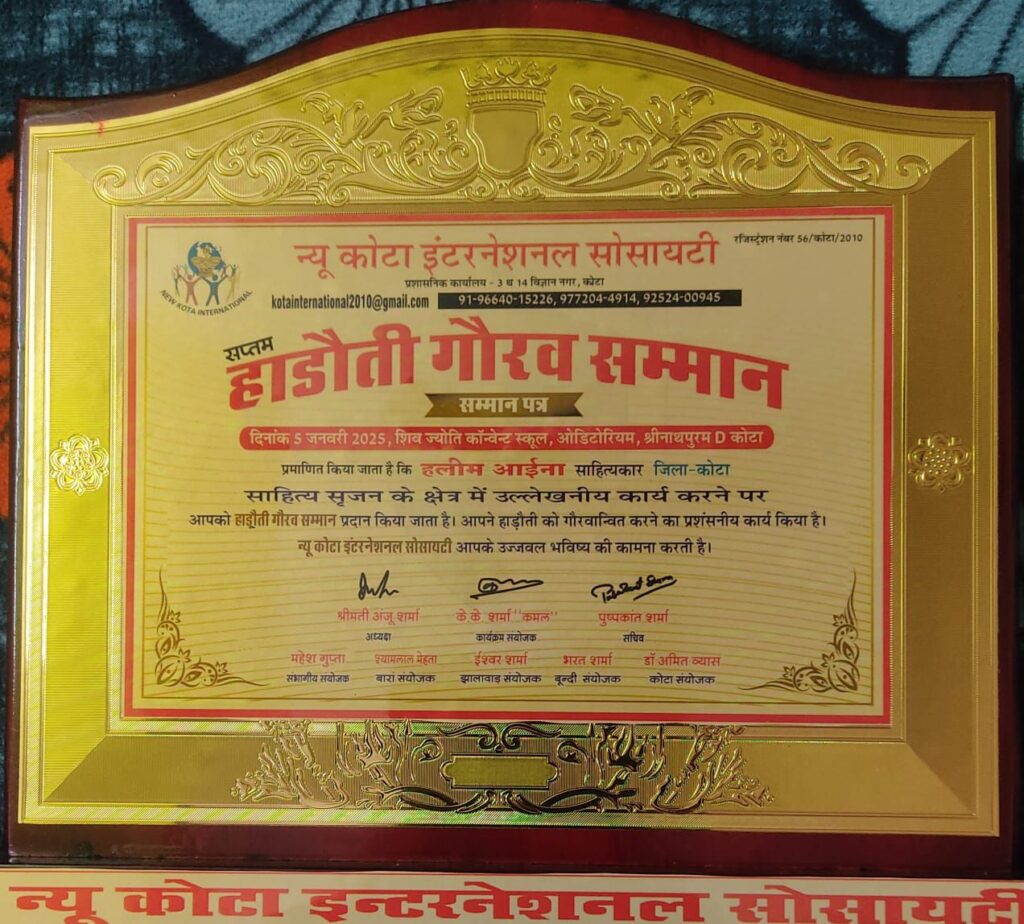 न्यू कोटा इंटरनेशनल सोसायटी
रजिस्ट्रेशन नंबर 56/कोटा/2010
NEW KOTA INTERNATIONAL
प्रशासनिक कार्यालय - 3 थ 14 विज्ञान नगर, कोटा
kotainternational2010@gmail.com 91-96640-15226, 977204-4914, 92524-00945
सप्तम
हाडौती गौरव सम्मान
सम्मान पत्र
दिनांक 5 जनवरी 2025, शिव ज्योति कॉन्वेन्ट स्कूल, ओडिटोरियम, श्रीनाथपुरम D कोटा
प्रमाणित किया जाता है कि हलीम आईना साहित्यकार जिला-कोटा
साहित्य सृजन के क्षेत्र में उल्लेखनीय कार्य करने पर
आपको हाड़ौती गौरव सम्मान प्रदान किया जाता है। आपने हाड़ौती को गौरवान्वित करने का प्रशंसनीय कार्य किया है।
न्यू कोटा इंटरनेशनल सोसायटी आपके उज्जवल भविष्य की कामना करती है।
श्रीमती अंजू शर्मा के.के. शर्मा "कमल" पुष्पकांत शर्मा
अध्यक्ष कार्यक्रम संयोजक सचिव
महेश गुप्ता श्यामलाल मेहता ईश्वर शर्मा भरत शर्मा डॉ अमित व्यास
संभागीय संयोजक बारां संयोजक झालावाड़ संयोजक बून्दी संयोजक कोटा संयोजक
न्यू कोटा इन्टरनेशनल सोसायटी